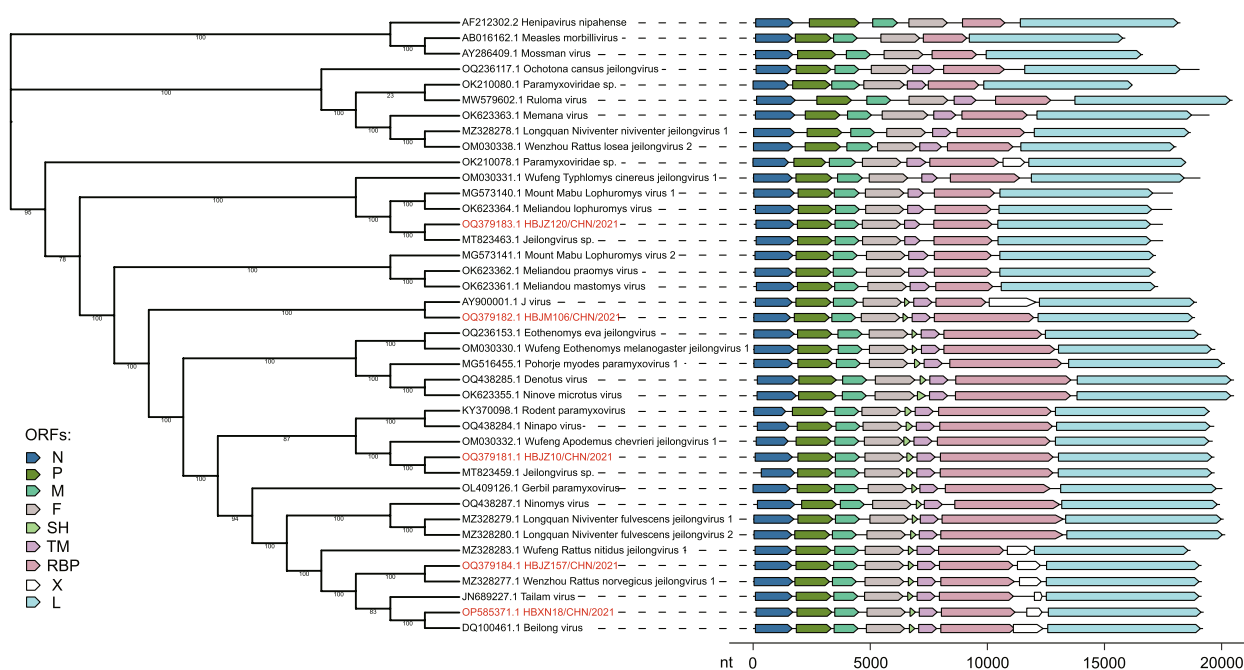 AF212302.2 Henipavirus nipahense
AB016162.1 Measles morbillivirus
AY286409.1 Mossman virus
OQ236117.1 Ochotona cansus jeilongvirus
OK210080.1 Paramyxoviridae sp.
MW579602.1 Ruloma virus
OK623363.1 Memana virus
MZ328278.1 Longquan Niviventer niviventer jeilongvirus 1
OM030338.1 Wenzhou Rattus losea jeilongvirus 2
OK210078.1 Paramyxoviridae sp.
OM030331.1 Wufeng Typhlomys cinereus jeilongvirus 1
MG573140.1 Mount Mabu Lophuromys virus 1
OK623364.1 Meliandou lophuromys virus
OQ379183.1 HBJZ120/CHN/2021
MT823463.1 Jeilongvirus sp.
MG573141.1 Mount Mabu Lophuromys virus 2
OK623362.1 Meliandou praomys virus
OK623361.1 Meliandou mastomys virus
AY900001.1 J virus
OQ379182.1 HBJM106/CHN/2021
OQ236153.1 Eothenomys eva jeilongvirus
OM030330.1 Wufeng Eothenomys melanogaster jeilongvirus 1
MG516455.1 Pohorje myodes paramyxovirus 1
OQ438285.1 Denotus virus
OK623355.1 Ninove microtus virus
KY370098.1 Rodent paramyxovirus
OQ438284.1 Ninapo virus
OM030332.1 Wufeng Apodemus chevrieri jeilongvirus 1
OQ379181.1 HBJZ10/CHN/2021
MT823459.1 Jeilongvirus sp.
OL409126.1 Gerbil paramyxovirus
OQ438287.1 Ninomys virus
MZ328279.1 Longquan Niviventer fulvescens jeilongvirus 1
MZ328280.1 Longquan Niviventer fulvescens jeilongvirus 2
MZ328283.1 Wufeng Rattus nitidus jeilongvirus 1
OQ379184.1 HBJZ157/CHN/2021
MZ328277.1 Wenzhou Rattus norvegicus jeilongvirus 1
JN689227.1 Tailam virus
OP585371.1 HBXN18/CHN/2021
DQ100461.1 Beilong virus
100
100
100
23
100
100
100
95
100
100
100
78
100
100
100
100
100
100
100
100
100
100
100
87
100
100
100
94
100
100
100
100
100
83
100
ORFs:
N
P
M
F
SH
TM
RBP
X
L
nt 0 5000 10000 15000 20000